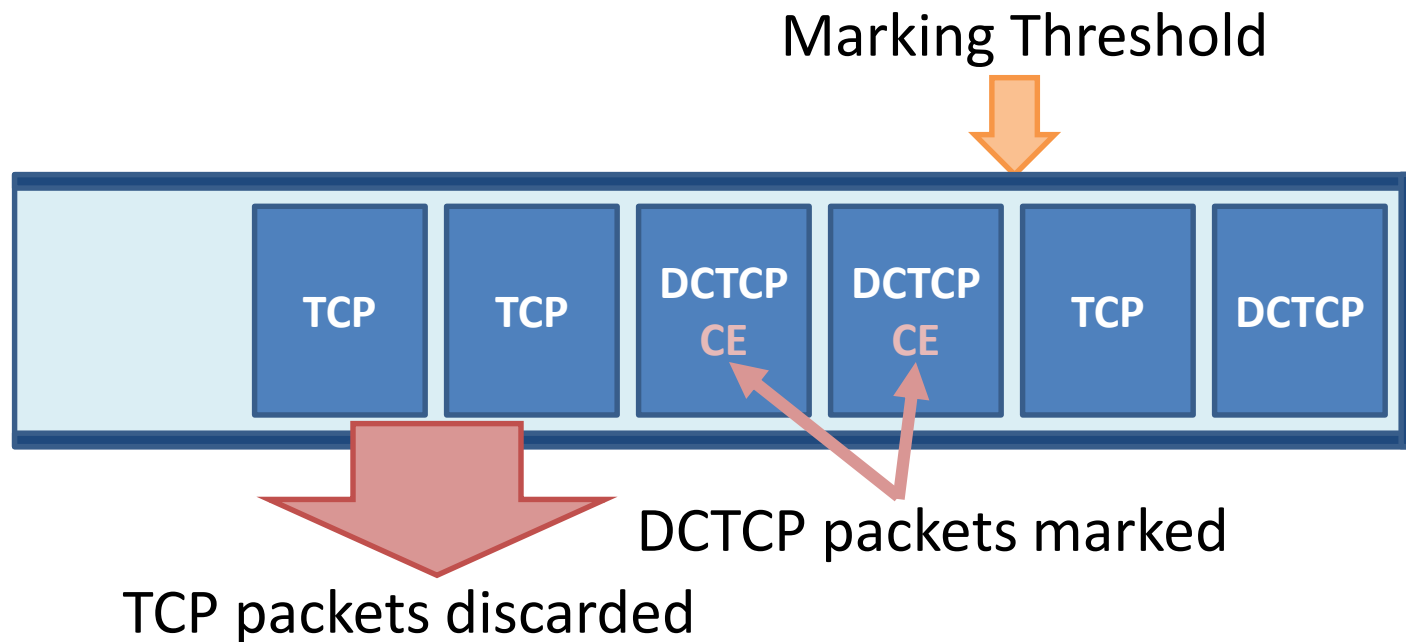 Marking Threshold
TCP
TCP
DCTCP
CE
DCTCP
CE
TCP
DCTCP
DCTCP packets marked
TCP packets discarded